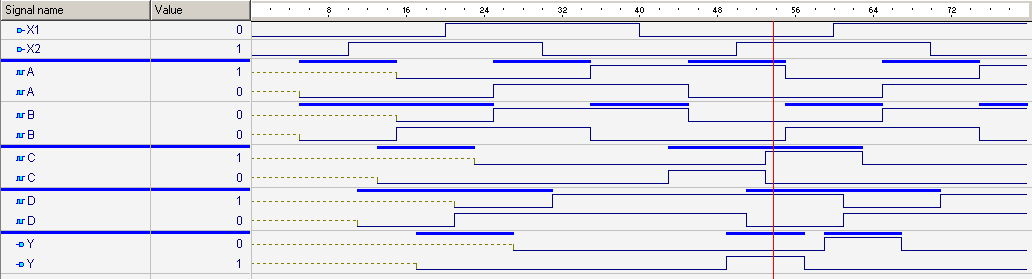 Signal name Value 8 16 24 32 40 48 56 64 72
X1 0
X2 1
A 1
A 0
B 0
B 0
C 1
C 0
D 1
D 0
Y 0
Y 1